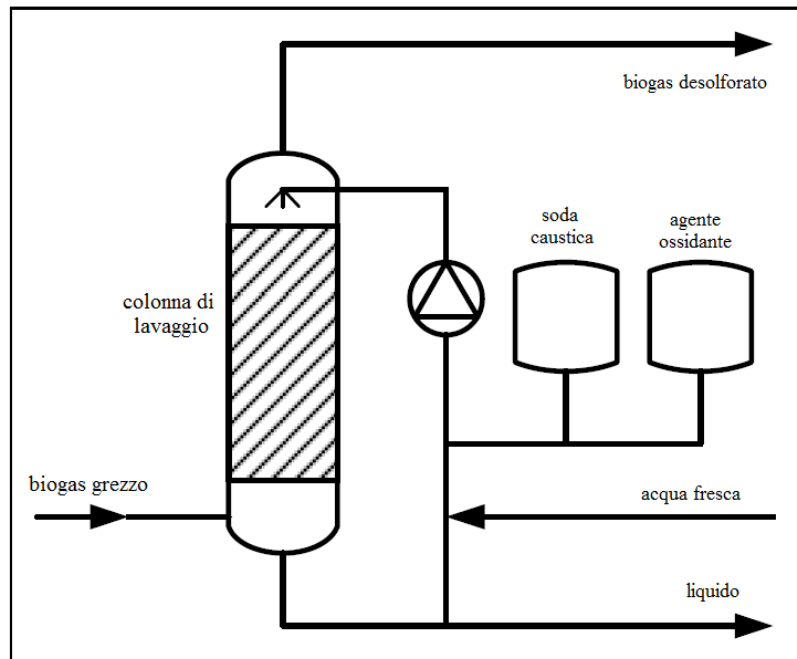 biogas desolforato
soda
caustica
agente
ossidante
colonna di
lavaggio
biogas grezzo
acqua fresca
liquido